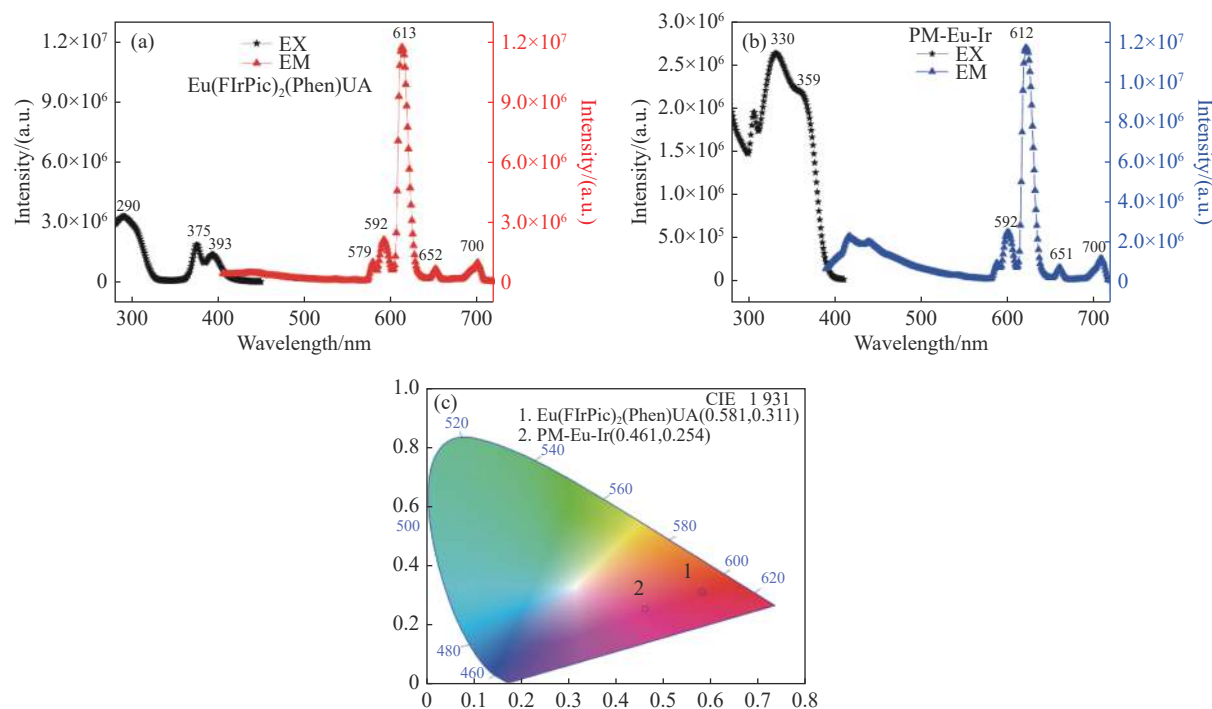 (a)
EX
EM
Eu(FIrPic)₂(Phen)UA
613
290
375
393
579
592
652
700
1.2×10⁷
9.0×10⁶
6.0×10⁶
3.0×10⁶
0
Intensity/(a.u.)
1.2×10⁷
9.0×10⁶
6.0×10⁶
3.0×10⁶
0
Intensity/(a.u.)
300 400 500 600 700
Wavelength/nm
(b)
PM-Eu-Ir
EX
EM
330
359
612
592
651
700
3.0×10⁶
2.5×10⁶
2.0×10⁶
1.5×10⁶
1.0×10⁶
5.0×10⁵
0
Intensity/(a.u.)
1.2×10⁷
1.0×10⁷
8.0×10⁶
6.0×10⁶
4.0×10⁶
2.0×10⁶
0
Intensity/(a.u.)
300 400 500 600 700
Wavelength/nm
(c)
CIE 1 931
1. Eu(FIrPic)₂(Phen)UA(0.581,0.311)
2. PM-Eu-Ir(0.461,0.254)
1.0
0.8
0.6
0.4
0.2
0
520
540
560
500
580
600
620
480
460
1
2
0 0.1 0.2 0.3 0.4 0.5 0.6 0.7 0.8